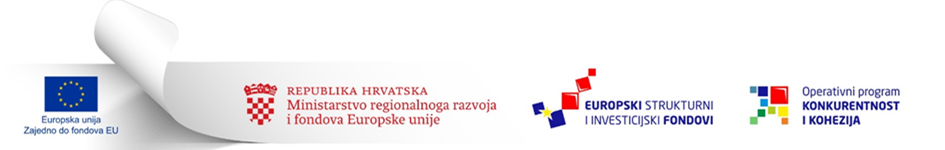 Europska unija
Zajedno do fondova EU
REPUBLIKA HRVATSKA
Ministarstvo regionalnoga razvoja
i fondova Europske unije
EUROPSKI STRUKTURNI
I INVESTICIJSKI FONDOVI
Operativni program
KONKURENTNOST
I KOHEZIJA